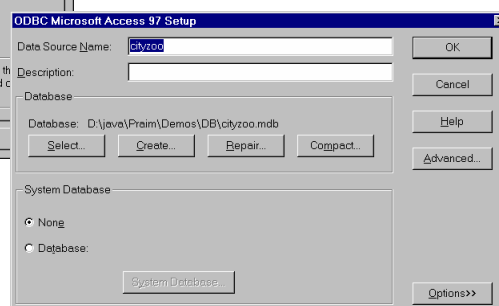 ODBC Microsoft Access 97 Setup
Data Source Name: cityzoo
OK
Description:
Cancel
Database
Database: D:\java\Praim\Demos\DB\cityzoo.mdb
Help
Select... Create... Repair... Compact...
Advanced...
System Database
None
Database:
System Database...
Options>>